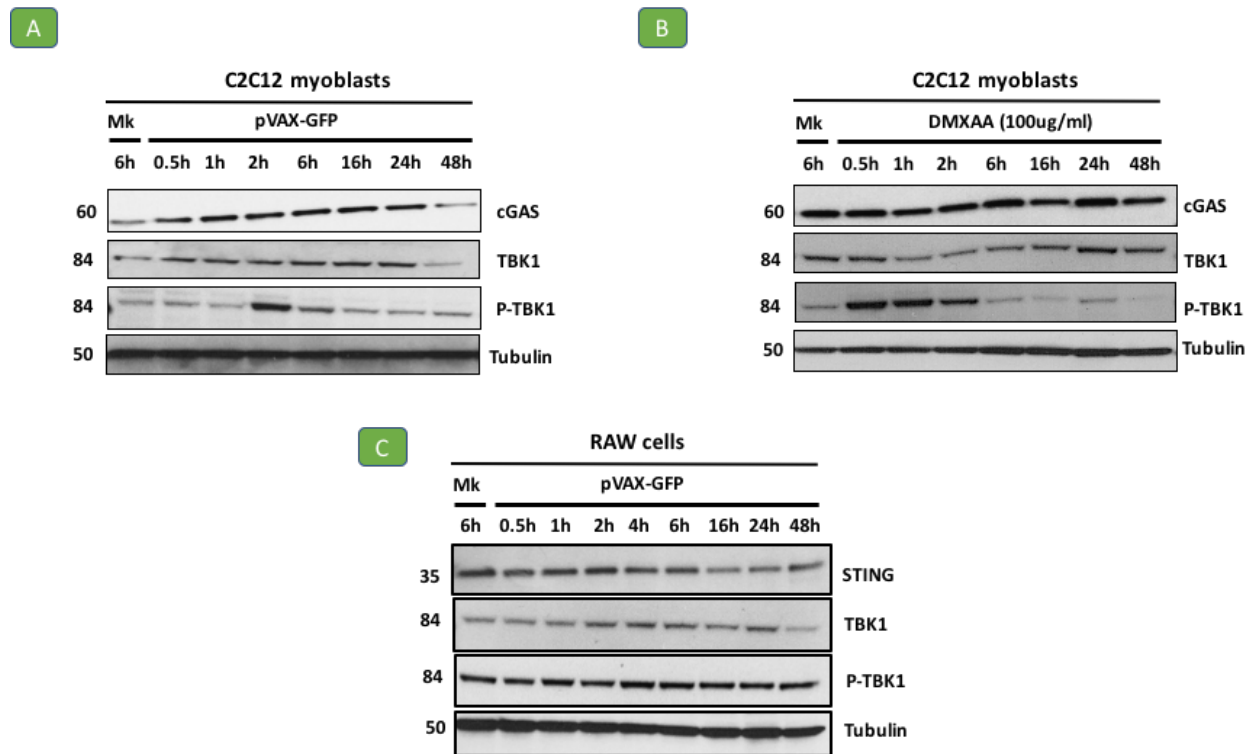 A
C2C12 myoblasts
Mk pVAX-GFP
6h 0.5h 1h 2h 6h 16h 24h 48h
60 cGAS
84 TBK1
84 P-TBK1
50 Tubulin
B
C2C12 myoblasts
Mk DMXAA (100ug/ml)
6h 0.5h 1h 2h 6h 16h 24h 48h
60 cGAS
84 TBK1
84 P-TBK1
50 Tubulin
C
RAW cells
Mk pVAX-GFP
6h 0.5h 1h 2h 4h 6h 16h 24h 48h
35 STING
84 TBK1
84 P-TBK1
50 Tubulin